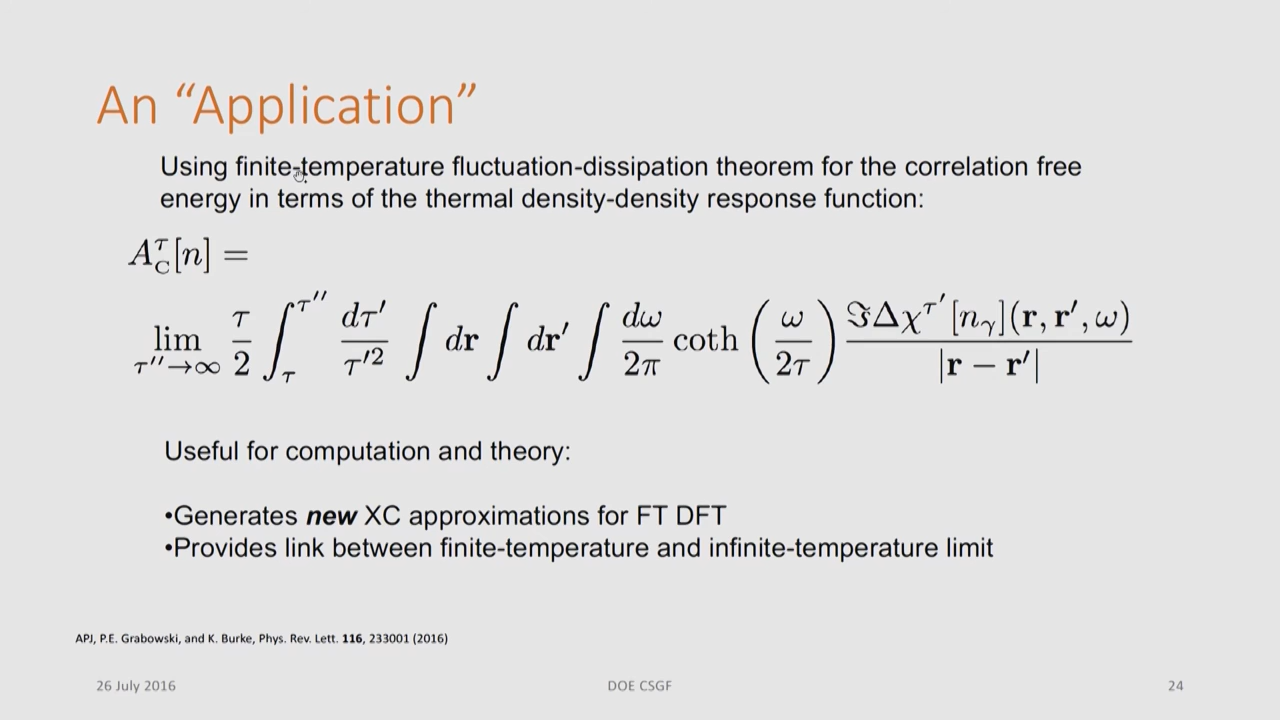 An “Application”
Using finite-temperature fluctuation-dissipation theorem for the correlation free
energy in terms of the thermal density-density response function:
A_C^τ[n] =
lim_{τ''→∞} τ/2 ∫_τ^{τ''} dτ'/τ'^2 ∫ dr ∫ dr' ∫ dω/2π coth (ω/2τ) ℑΔχ^{τ'}[n_γ](r, r', ω)/|r − r'|
Useful for computation and theory:
•Generates new XC approximations for FT DFT
•Provides link between finite-temperature and infinite-temperature limit
APJ, P.E. Grabowski, and K. Burke, Phys. Rev. Lett. 116, 233001 (2016)
26 July 2016 DOE CSGF 24